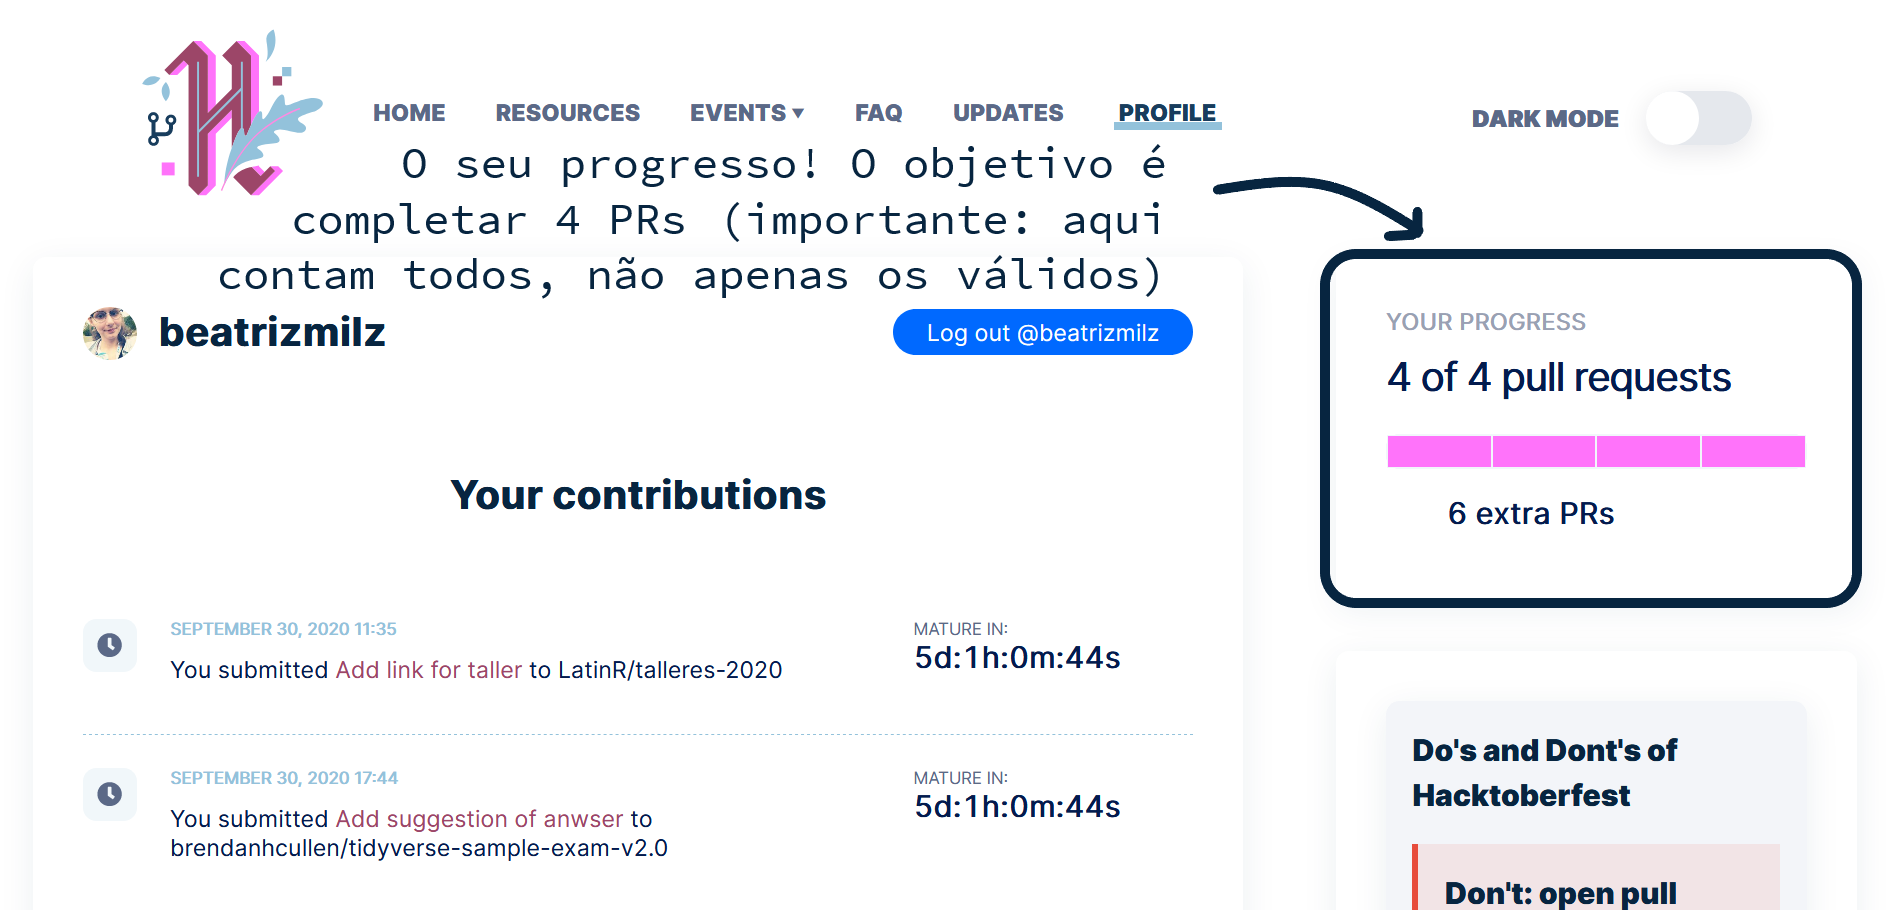 HOME RESOURCES EVENTS ▼ FAQ UPDATES PROFILE DARK MODE
O seu progresso! O objetivo é
completar 4 PRs (importante: aqui
contam todos, não apenas os válidos)
beatrizmilz
Log out @beatrizmilz
Your contributions
SEPTEMBER 30, 2020 11:35
You submitted Add link for taller to LatinR/talleres-2020
MATURE IN:
5d:1h:0m:44s
SEPTEMBER 30, 2020 17:44
You submitted Add suggestion of anwser to
brendanhcullen/tidyverse-sample-exam-v2.0
MATURE IN:
5d:1h:0m:44s
YOUR PROGRESS
4 of 4 pull requests
6 extra PRs
Do's and Dont's of
Hacktoberfest
Don't: open pull